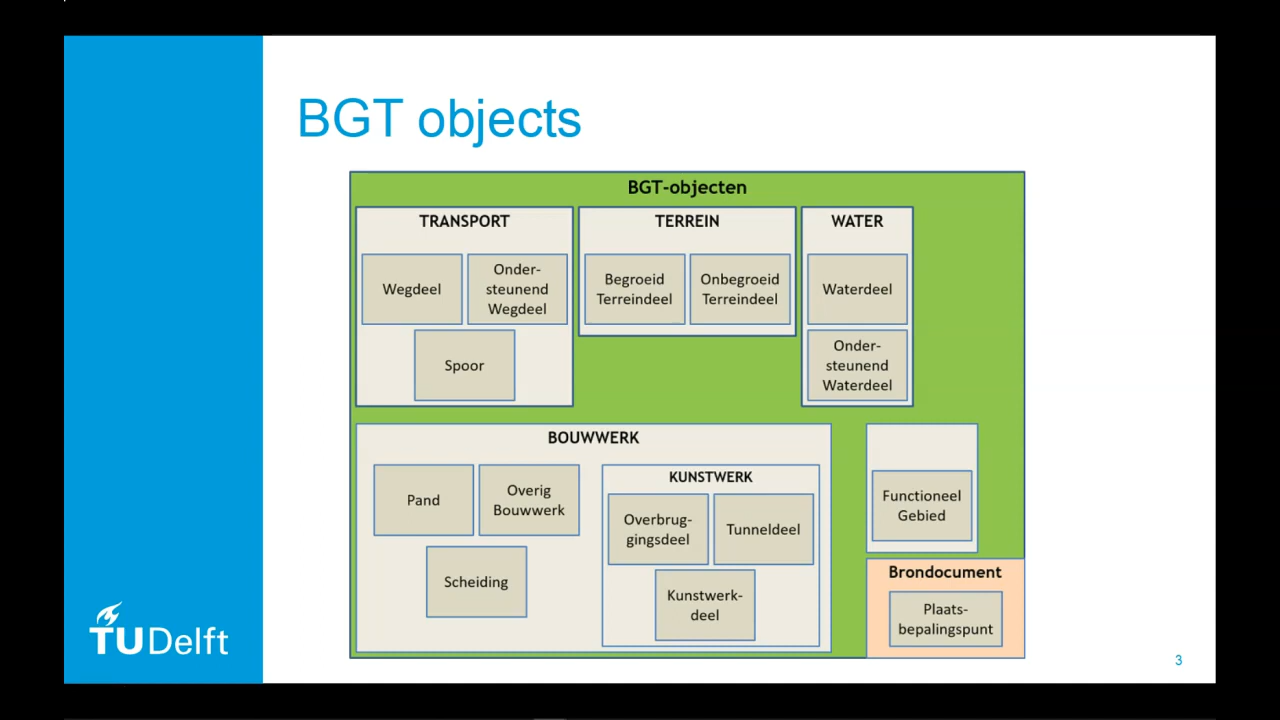 BGT objects
BGT-objecten
TRANSPORT
Wegdeel
Onder-
steunend
Wegdeel
Spoor
TERREIN
Begroeid
Terreindeel
Onbegroeid
Terreindeel
WATER
Waterdeel
Onder-
steunend
Waterdeel
BOUWWERK
Pand
Overig
Bouwwerk
Scheiding
KUNSTWERK
Overbrug-
gingsdeel
Tunneldeel
Kunstwerk-
deel
Functioneel
Gebied
Brondocument
Plaats-
bepalingspunt
TUDelft
3